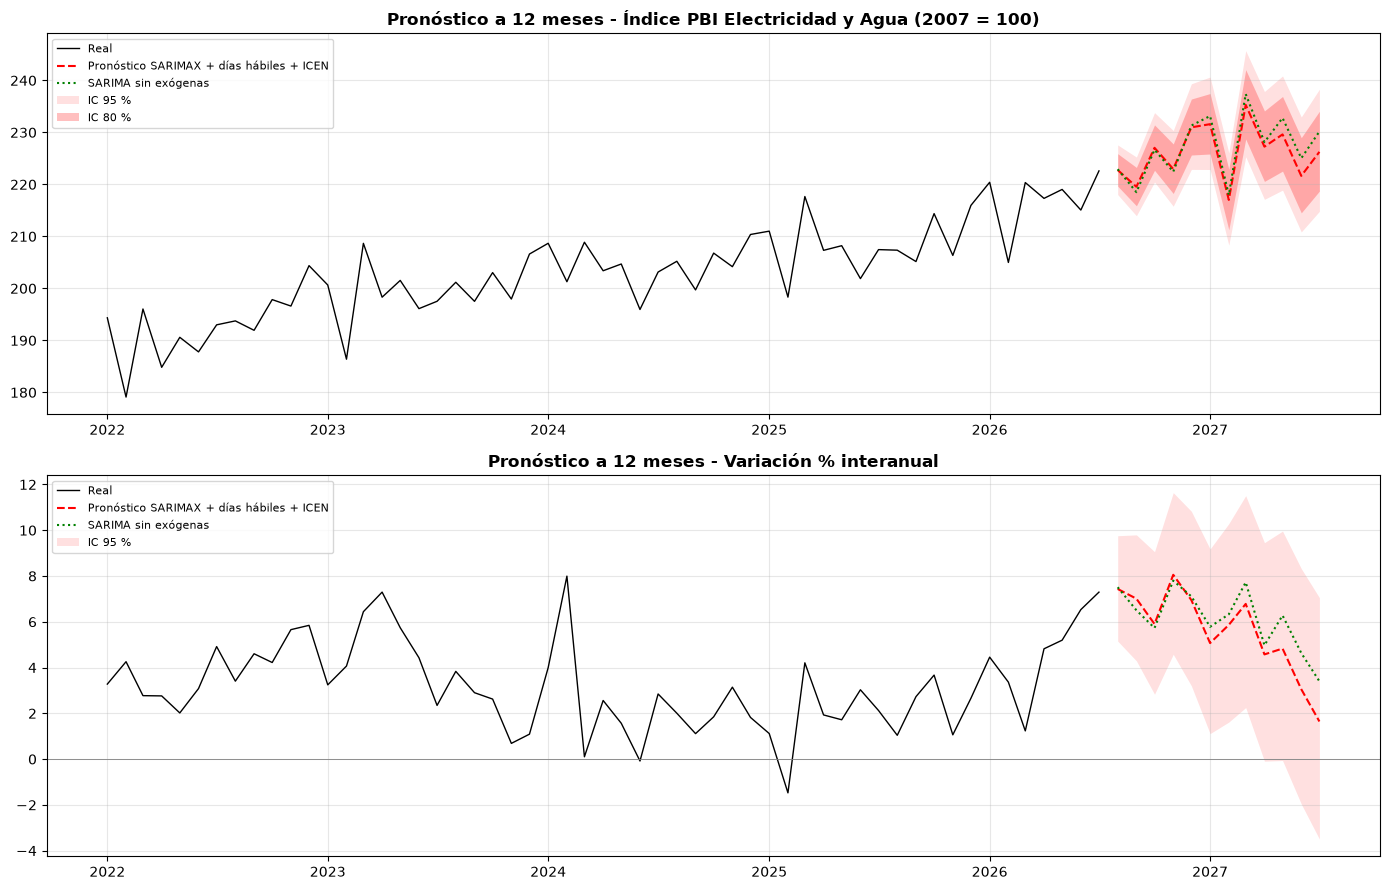 Pronóstico a 12 meses - Índice PBI Electricidad y Agua (2007 = 100)
Real
Pronóstico SARIMAX + días hábiles + ICEN
SARIMA sin exógenas
IC 95 %
IC 80 %
240
230
220
210
200
190
180
2022
2023
2024
2025
2026
2027
Pronóstico a 12 meses - Variación % interanual
Real
Pronóstico SARIMAX + días hábiles + ICEN
SARIMA sin exógenas
IC 95 %
12
10
8
6
4
2
0
−2
−4
2022
2023
2024
2025
2026
2027